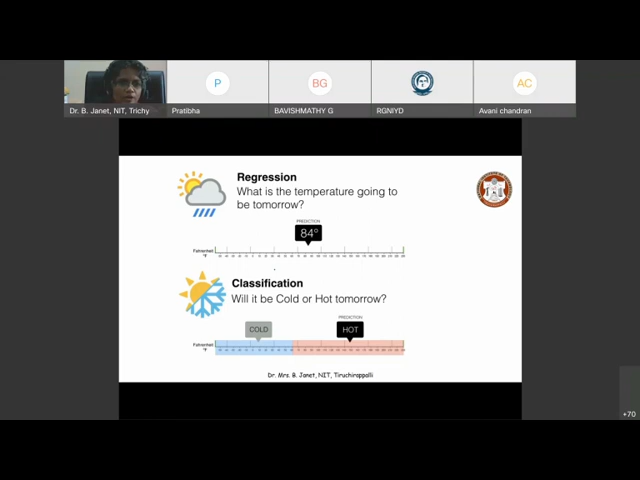 P
BG
AC
Dr. B. Janet, NIT, Trichy
Pratibha
BAVISHMATHY G
RGNIYD
Avani chandran
Regression
What is the temperature going to
be tomorrow?
PREDICTION
84°
Fahrenheit
°F
Classification
Will it be Cold or Hot tomorrow?
PREDICTION
COLD
HOT
Fahrenheit
°F
Dr. Mrs. B. Janet, NIT, Tiruchirappalli
+70